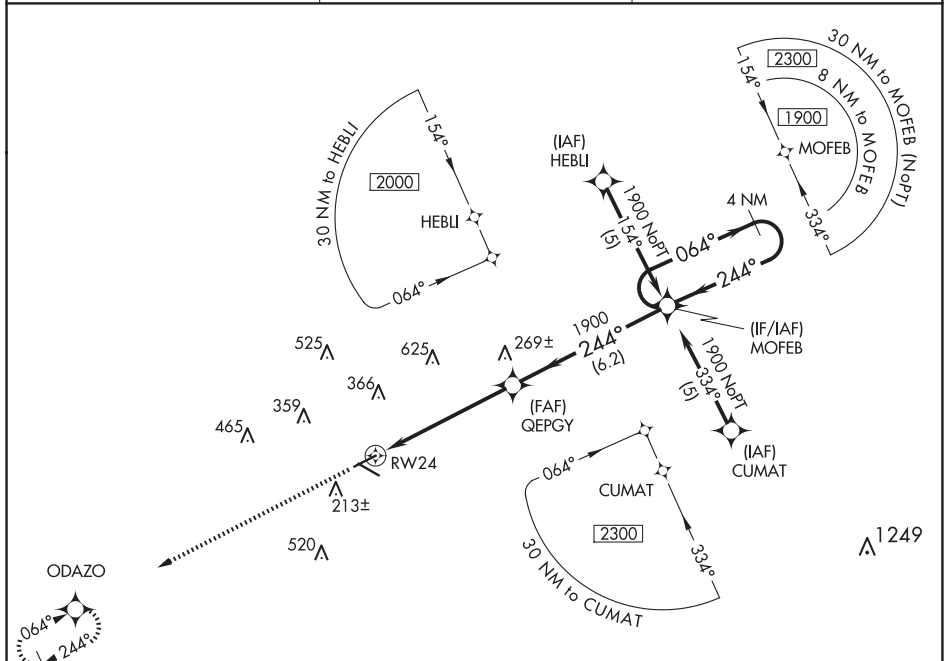 30 NM to MOFEB (NoPT)
2300
8 NM to MOFEB
154°
1900
MOFEB
334°
30 NM to HEBLI
154°
2000
HEBLI
064°
(IAF)
HEBLI
1900 NoPT
154°
(5)
4 NM
064°
244°
(IF/IAF)
MOFEB
1900
244°
(6.2)
1900 NoPT
334°
(5)
(IAF)
CUMAT
525
625
269±
366
359
465
(FAF)
QEPGY
RW24
213±
520
064°
CUMAT
2300
334°
30 NM to CUMAT
1249
ODAZO
064°
244°